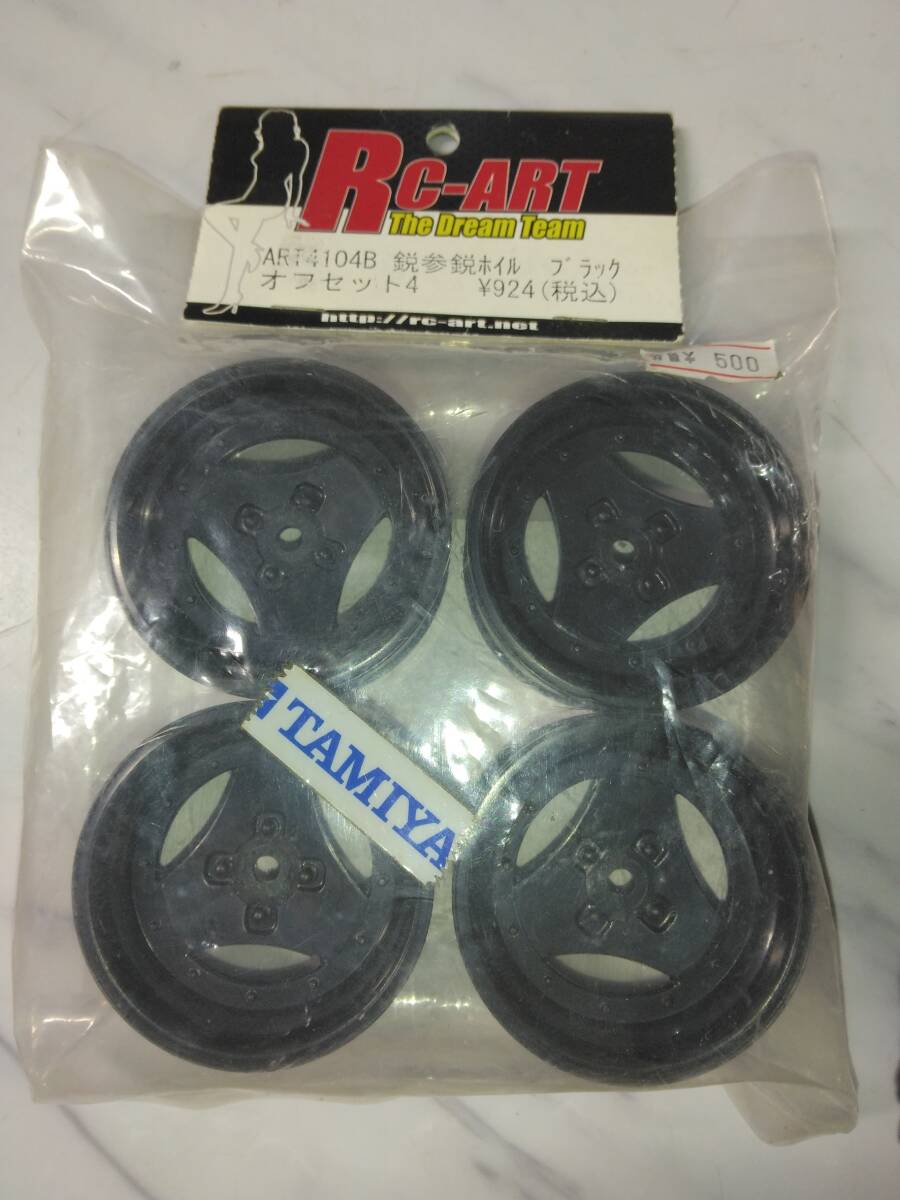 RC-ART
The Dream Team
ART4104B 鋭参鋭ﾎｲﾙ ﾌﾞﾗｯｸ
オフセット4 ¥924(税込)
http://rc-art.net
500
TAMIYA